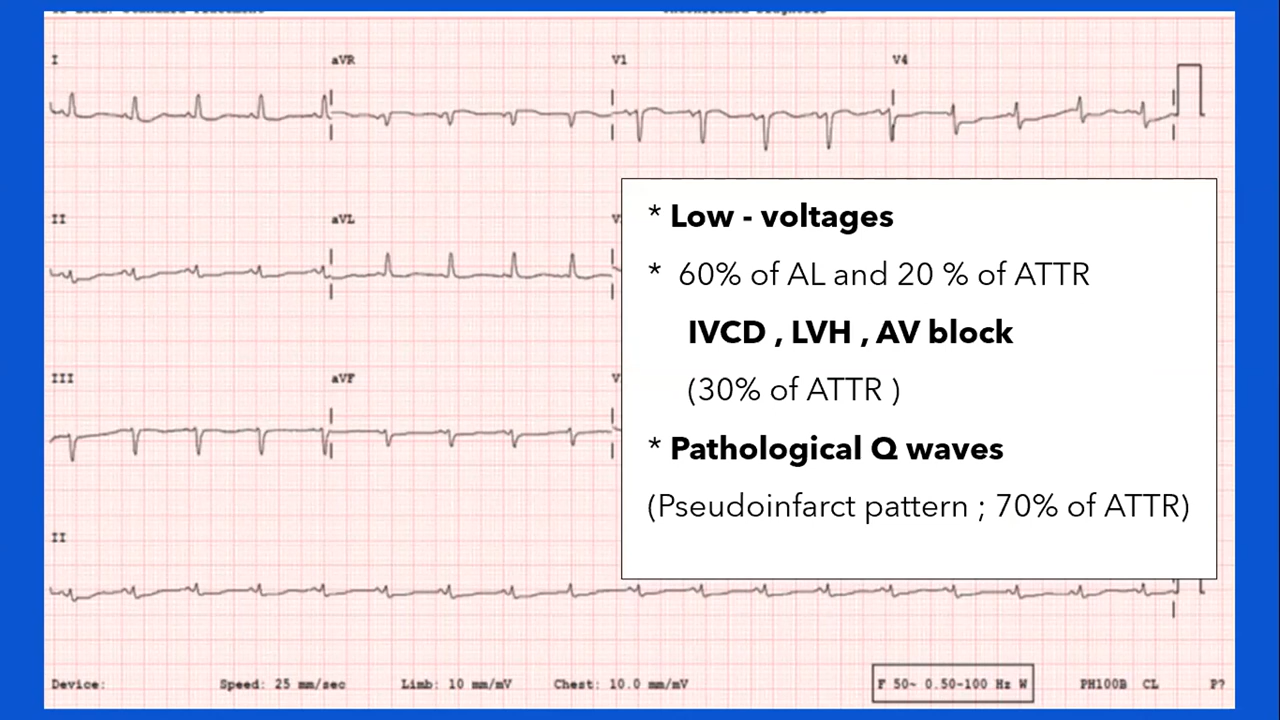 I aVR V1 V4
* Low - voltages
II aVL
* 60% of AL and 20 % of ATTR
IVCD , LVH , AV block
III aVF
(30% of ATTR )
* Pathological Q waves
(Pseudoinfarct pattern ; 70% of ATTR)
II
Device: Speed: 25 mm/sec Limb: 10 mm/mV Chest: 10.0 mm/mV F 50~ 0.50-100 Hz W PH100B CL P?